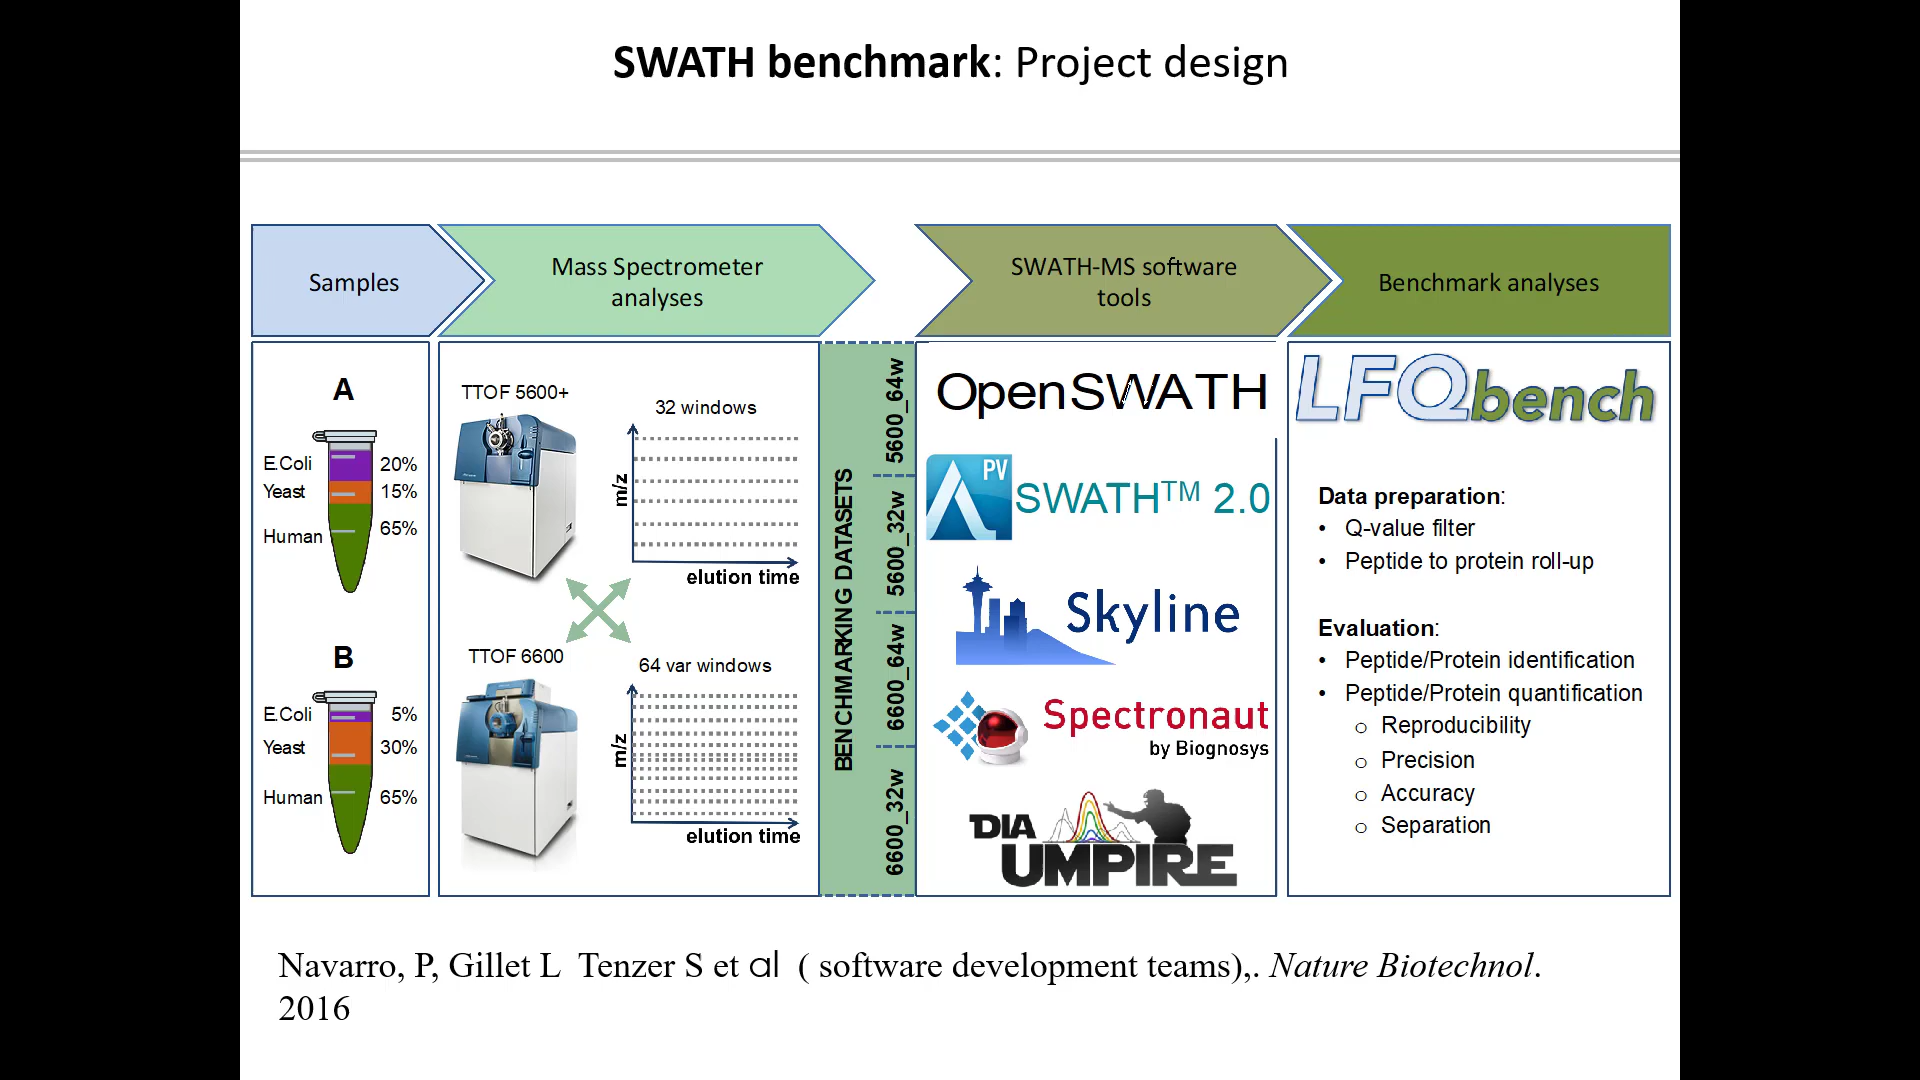 SWATH benchmark: Project design
Samples
Mass Spectrometer
analyses
SWATH-MS software
tools
Benchmark analyses
A
E.Coli 20%
Yeast 15%
Human 65%
B
E.Coli 5%
Yeast 30%
Human 65%
TTOF 5600+
32 windows
m/z
elution time
TTOF 6600
64 var windows
m/z
elution time
BENCHMARKING DATASETS
5600_64w
5600_32w
6600_64w
6600_32w
OpenSWATH
PV
SWATH™ 2.0
Skyline
Spectronaut
by Biognosys
DIA
UMPIRE
LFQbench
Data preparation:
• Q-value filter
• Peptide to protein roll-up
Evaluation:
• Peptide/Protein identification
• Peptide/Protein quantification
o Reproducibility
o Precision
o Accuracy
o Separation
Navarro, P, Gillet L Tenzer S et al ( software development teams),. Nature Biotechnol.
2016